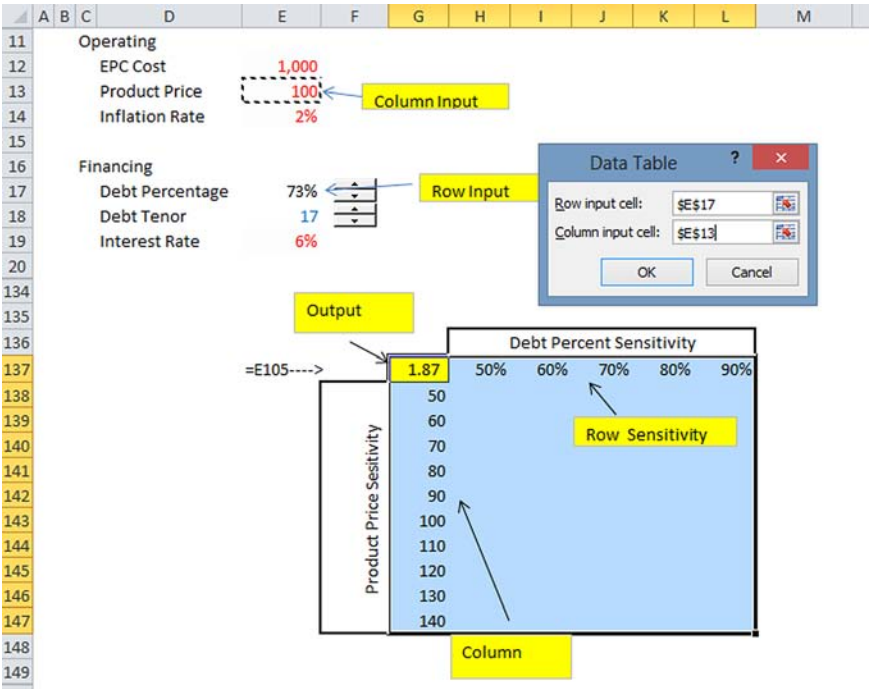 A B C D E F G H I J K L M
11 Operating
12 EPC Cost 1,000
13 Product Price 100 Column Input
14 Inflation Rate 2%
15
16 Financing
17 Debt Percentage 73% Row Input
18 Debt Tenor 17
19 Interest Rate 6%
20
Data Table ? ×
Row input cell: $E$17
Column input cell: $E$13
OK Cancel
134
135 Output
136 Debt Percent Sensitivity
137 =E105----> 1.87 50% 60% 70% 80% 90%
138 50
139 60
140 70
141 80
142 90
143 100
144 110
145 120
146 130
147 140
148
149
Product Price Sesitivity
Row Sensitivity
Column